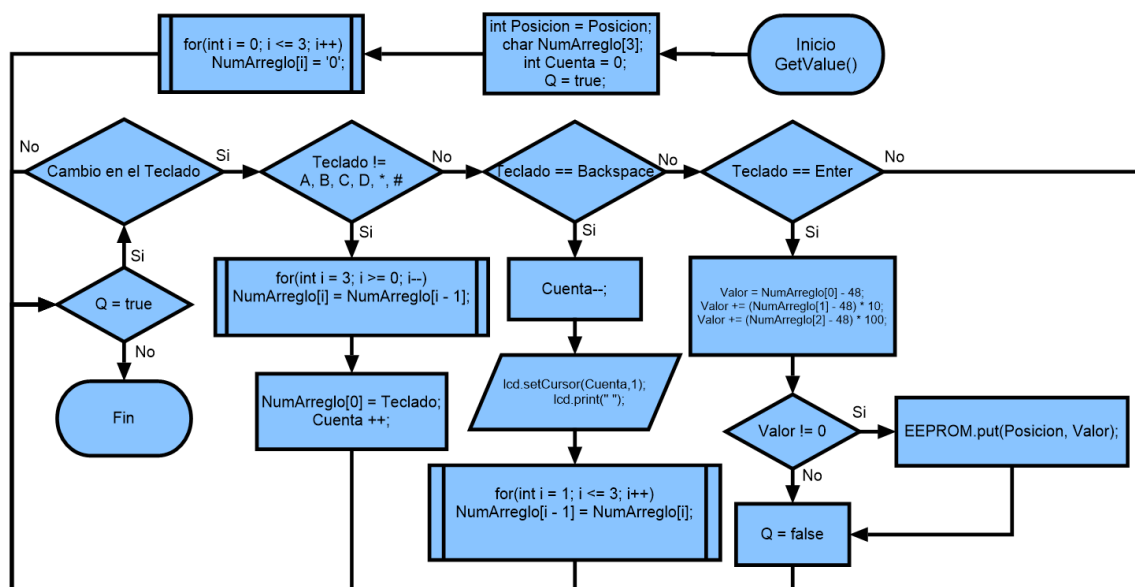 for(int i = 0; i <= 3; i++)
NumArreglo[i] = '0';
int Posicion = Posicion;
char NumArreglo[3];
int Cuenta = 0;
Q = true;
Inicio
GetValue()
No
Cambio en el Teclado
Si
Teclado !=
A, B, C, D, *, #
No
Teclado == Backspace
No
Teclado == Enter
No
Si
Si
Si
Si
Q = true
No
Fin
for(int i = 3; i >= 0; i--)
NumArreglo[i] = NumArreglo[i - 1];
NumArreglo[0] = Teclado;
Cuenta ++;
Cuenta--;
lcd.setCursor(Cuenta,1);
lcd.print(" ");
for(int i = 1; i <= 3; i++)
NumArreglo[i - 1] = NumArreglo[i];
Valor = NumArreglo[0] - 48;
Valor += (NumArreglo[1] - 48) * 10;
Valor += (NumArreglo[2] - 48) * 100;
Valor != 0
Si
EEPROM.put(Posicion, Valor);
No
Q = false